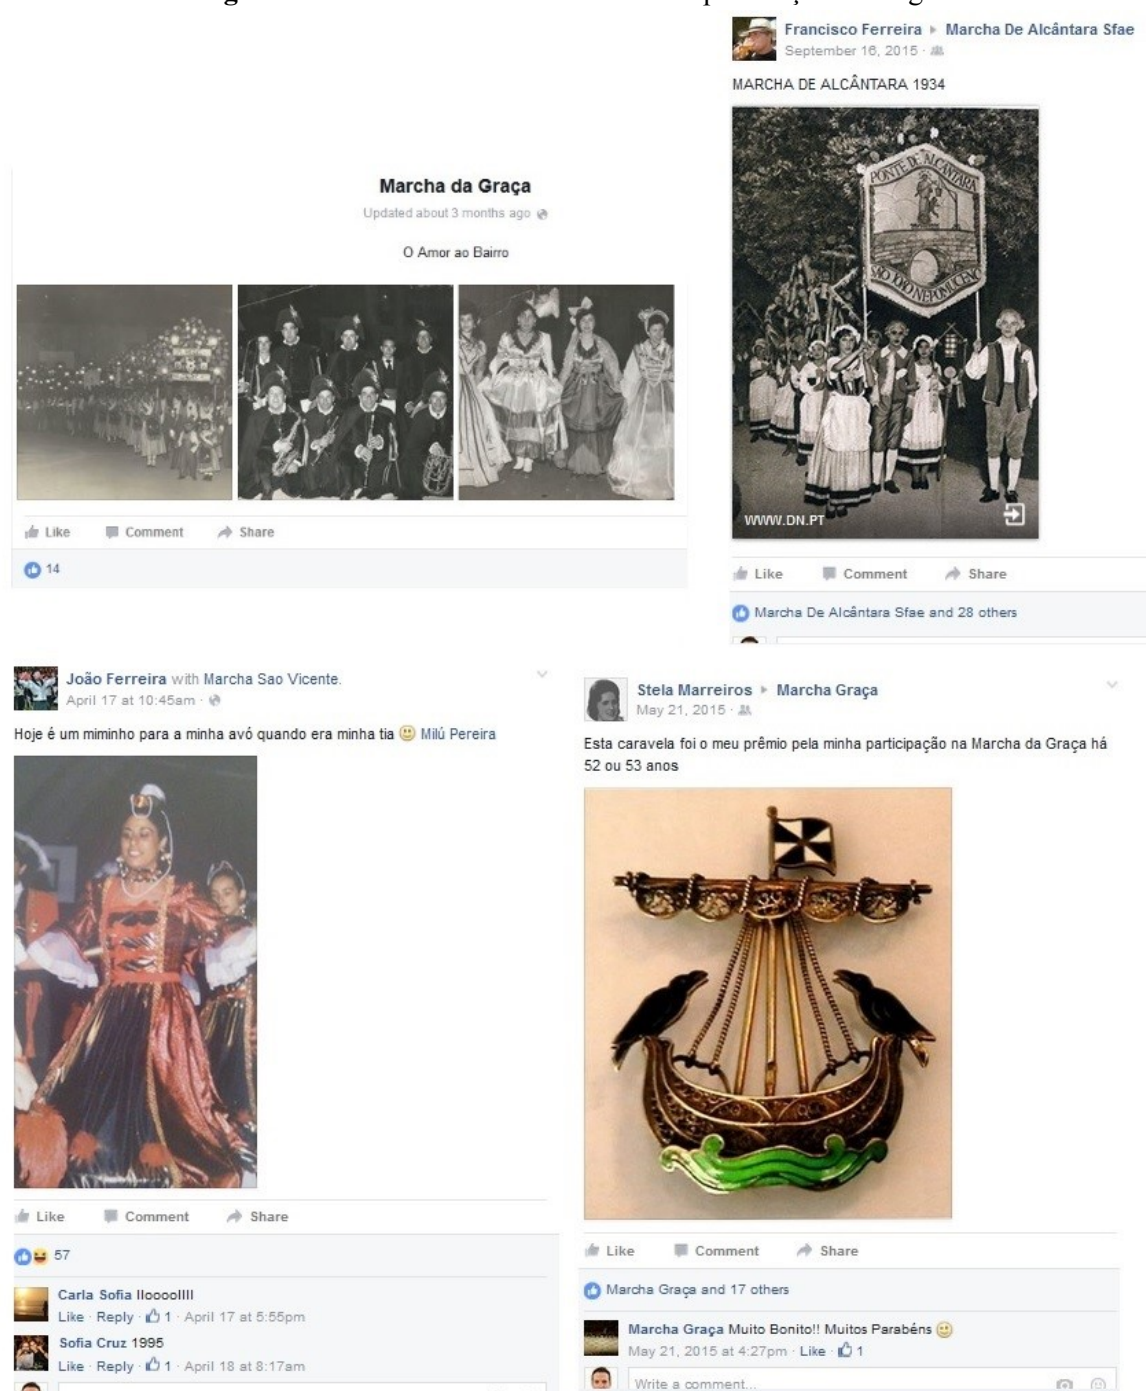 Francisco Ferreira ▸ Marcha De Alcântara Sfae
September 16, 2015
MARCHA DE ALCÂNTARA 1934
PONTE DE ALCANTARA
SÃO JOÃO NEPOMUCENO
WWW.DN.PT
Like Comment Share
Marcha De Alcântara Sfae and 28 others
Marcha da Graça
Updated about 3 months ago
O Amor ao Bairro
Like Comment Share
14
João Ferreira with Marcha Sao Vicente.
April 17 at 10:45am
Hoje é um miminho para a minha avó quando era minha tia 🙂 Milú Pereira
Like Comment Share
57
Carla Sofia lloooollll
Like · Reply · 1 · April 17 at 5:55pm
Sofia Cruz 1995
Like · Reply · 1 · April 18 at 8:17am
Stela Marreiros ▸ Marcha Graça
May 21, 2015
Esta caravela foi o meu prêmio pela minha participação na Marcha da Graça há
52 ou 53 anos
Like Comment Share
Marcha Graça and 17 others
Marcha Graça Muito Bonito!! Muitos Parabéns 🙂
May 21, 2015 at 4:27pm · Like · 1
Write a comment...